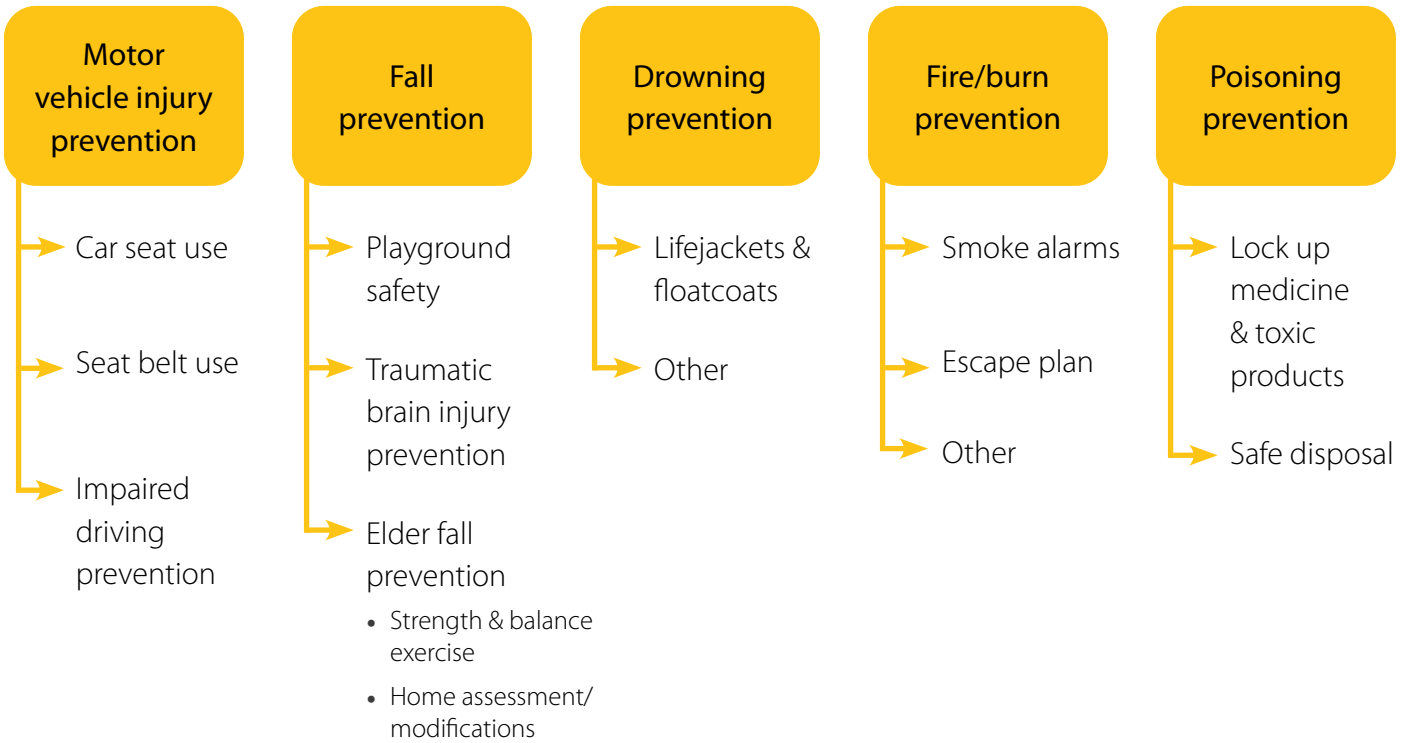 Motor
vehicle injury
prevention
Car seat use
Seat belt use
Impaired
driving
prevention
Fall
prevention
Playground
safety
Traumatic
brain injury
prevention
Elder fall
prevention
• Strength & balance
exercise
• Home assessment/
modifications
Drowning
prevention
Lifejackets &
floatcoats
Other
Fire/burn
prevention
Smoke alarms
Escape plan
Other
Poisoning
prevention
Lock up
medicine
& toxic
products
Safe disposal